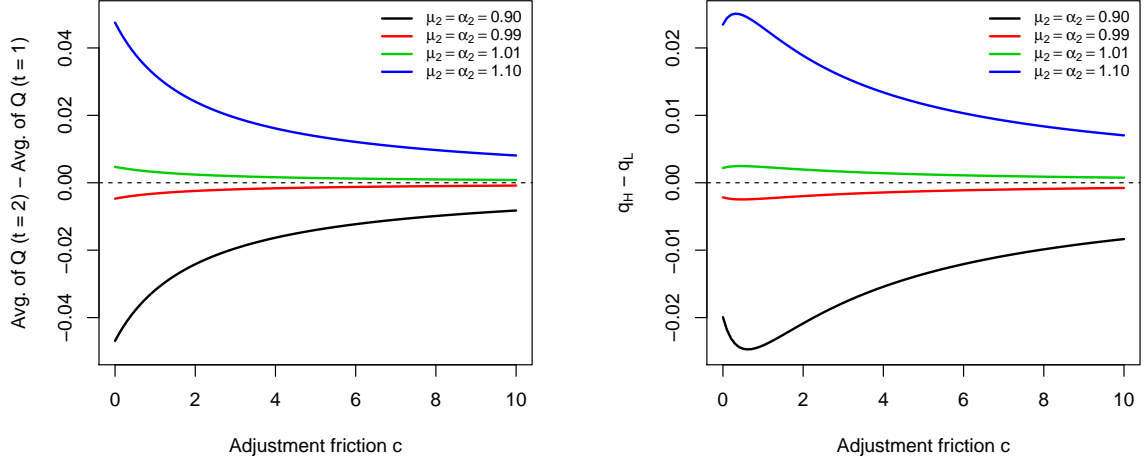 Avg. of Q (t = 2) − Avg. of Q (t = 1)
0.04
0.02
0.00
−0.02
−0.04
0 2 4 6 8 10
Adjustment friction c
μ₂ = α₂ = 0.90
μ₂ = α₂ = 0.99
μ₂ = α₂ = 1.01
μ₂ = α₂ = 1.10
q_H − q_L
0.02
0.01
0.00
−0.01
−0.02
0 2 4 6 8 10
Adjustment friction c
μ₂ = α₂ = 0.90
μ₂ = α₂ = 0.99
μ₂ = α₂ = 1.01
μ₂ = α₂ = 1.10